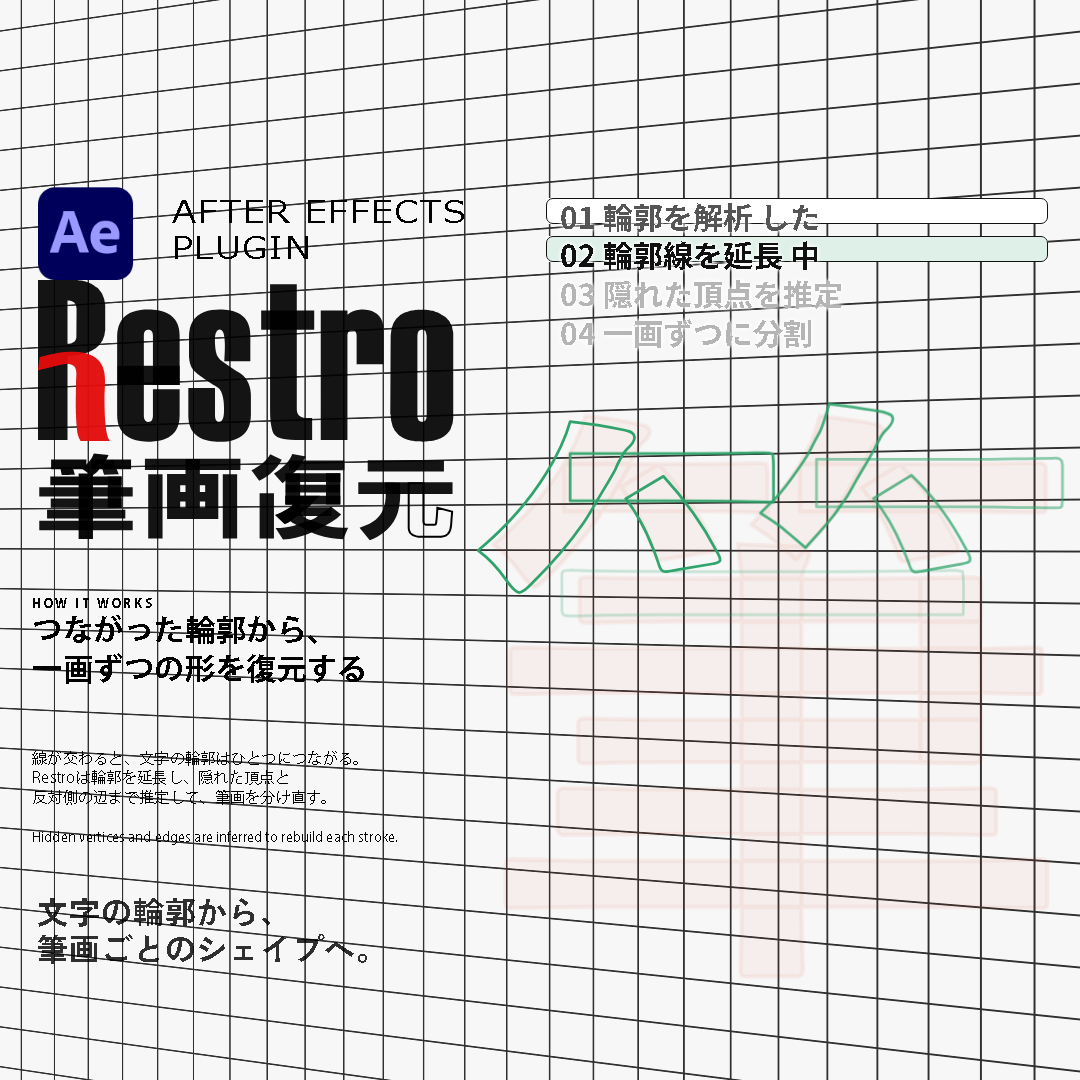 Ae
AFTER EFFECTS
PLUGIN
Restro
筆画復元
01 輪郭を解析した
02 輪郭線を延長中
03 隠れた頂点を推定
04 一画ずつに分割
筆
HOW IT WORKS
つながった輪郭から、
一画ずつの形を復元する
線が交わると、文字の輪郭はひとつにつながる。
Restroは輪郭を延長し、隠れた頂点と
反対側の辺まで推定して、筆画を分け直す。
Hidden vertices and edges are inferred to rebuild each stroke.
文字の輪郭から、
筆画ごとのシェイプへ。